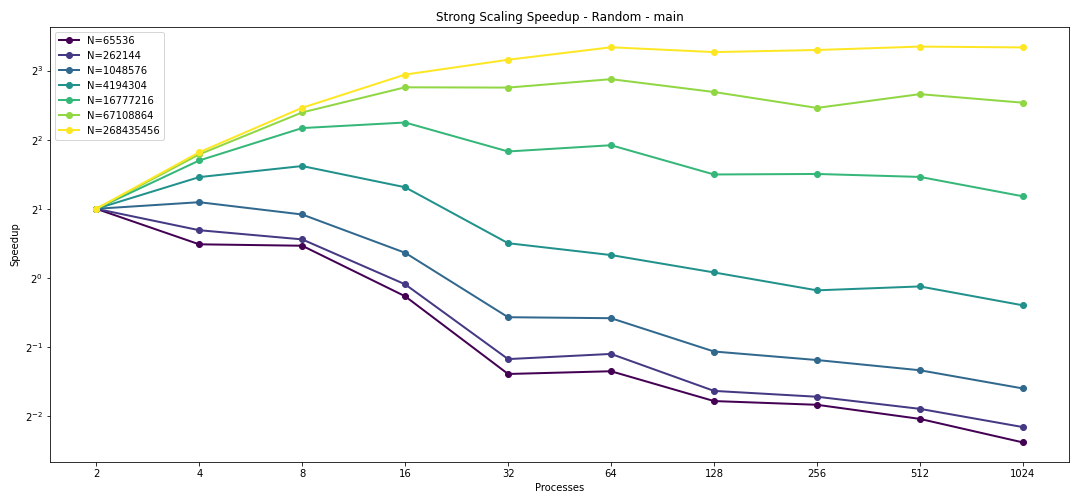 Strong Scaling Speedup - Random - main
N=65536
N=262144
N=1048576
N=4194304
N=16777216
N=67108864
N=268435456
Speedup
2³
2²
2¹
2⁰
2⁻¹
2⁻²
2 4 8 16 32 64 128 256 512 1024
Processes